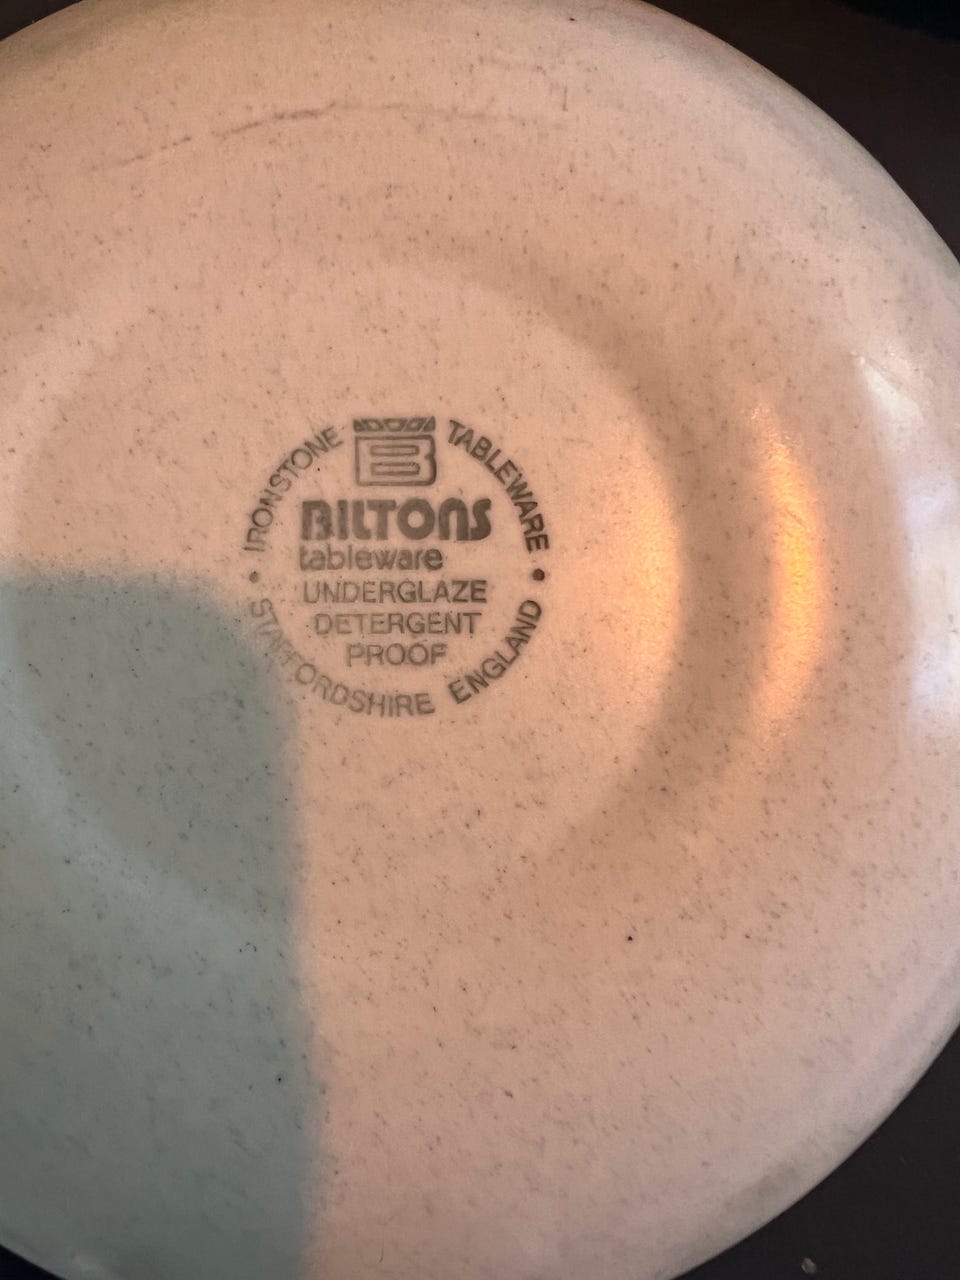 IRONSTONE TABLEWARE
B
BILTONS
tableware
UNDERGLAZE
DETERGENT
PROOF
STAFFORDSHIRE ENGLAND